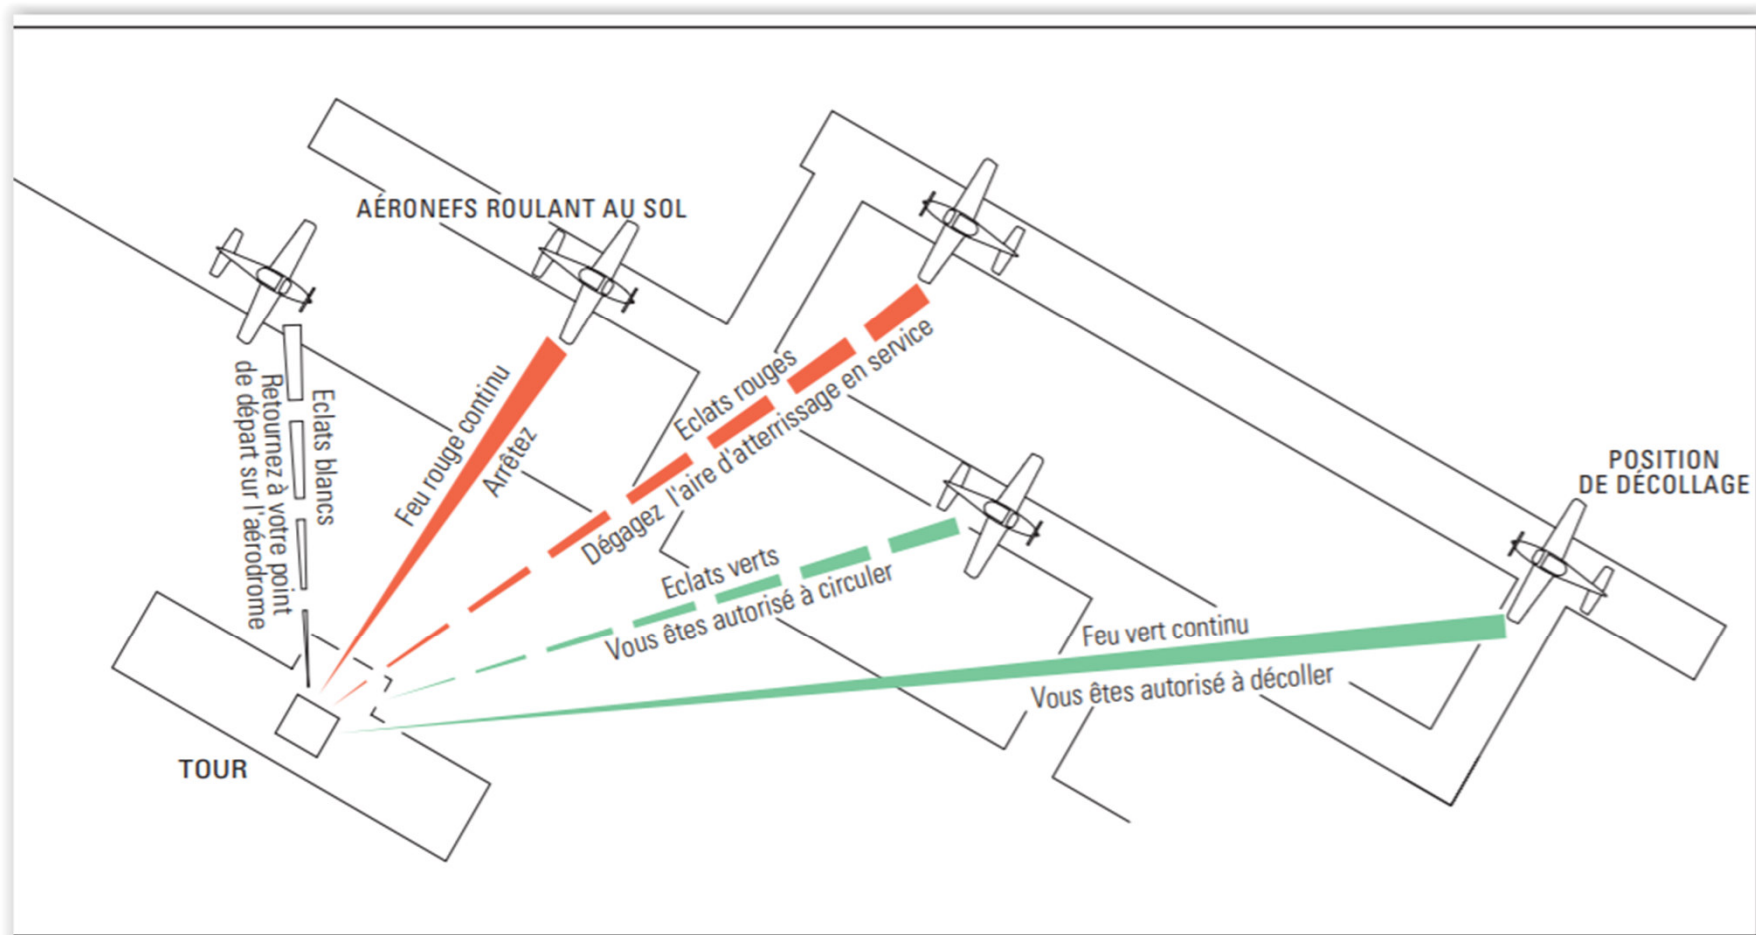 AÉRONEFS ROULANT AU SOL
Eclats blancs
Retournez à votre point
de départ sur l'aérodrome
Feu rouge continu
Arrêtez
Eclats rouges
Dégagez l'aire d'atterrissage en service
Eclats verts
Vous êtes autorisé à circuler
Feu vert continu
Vous êtes autorisé à décoller
POSITION
DE DÉCOLLAGE
TOUR